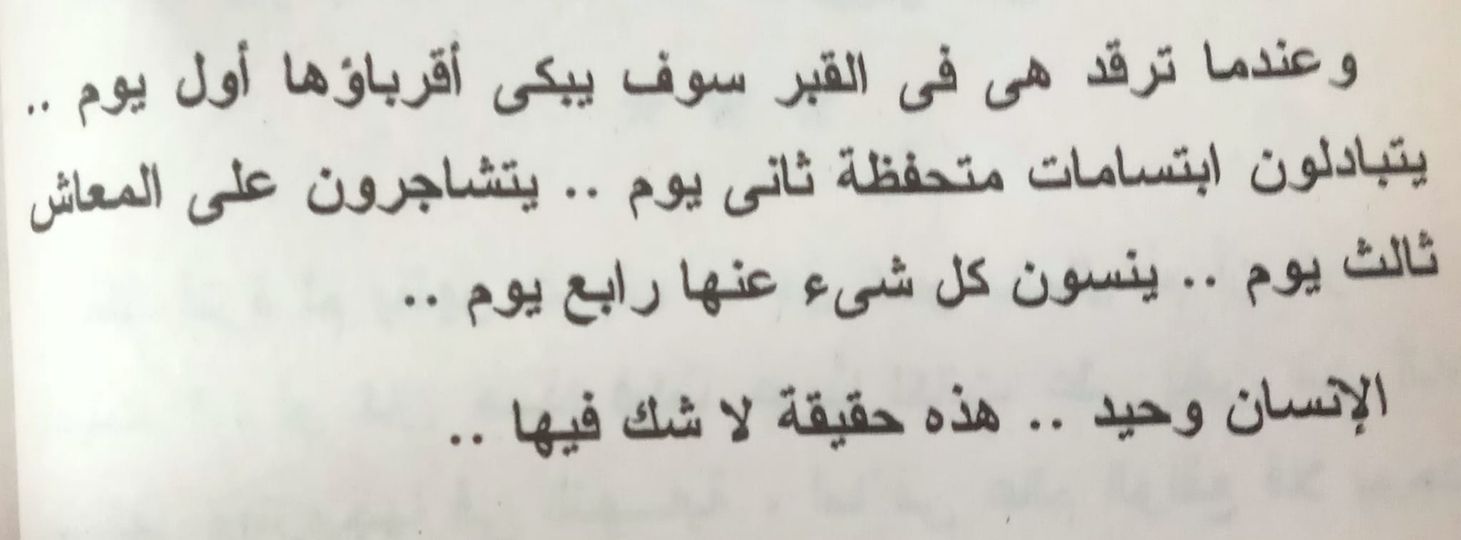 وعندما ترقد هى فى القبر سوف يبكى أقرباؤها أول يوم ..
يتبادلون ابتسامات متحفظة ثانى يوم .. يتشاجرون على المعاش
ثالث يوم .. ينسون كل شىء عنها رابع يوم ..
الإنسان وحيد .. هذه حقيقة لا شك فيها ..